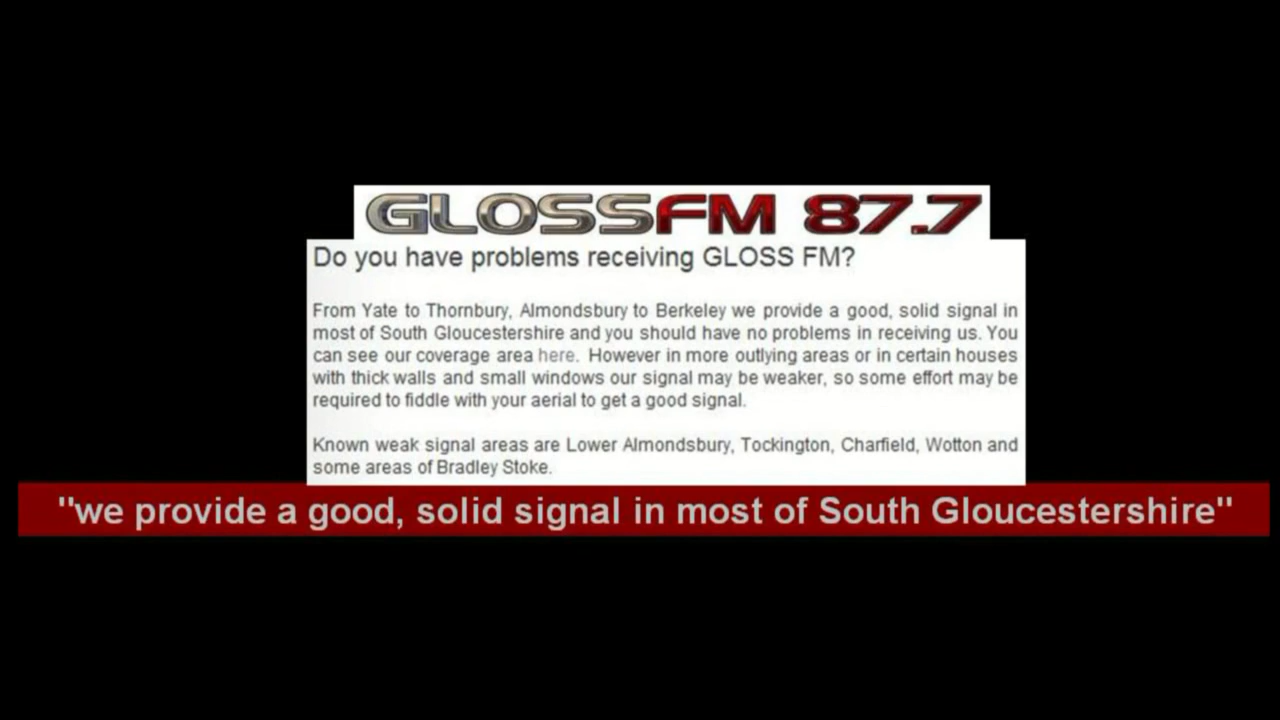 GLOSSFM 87.7
Do you have problems receiving GLOSS FM?
From Yate to Thornbury, Almondsbury to Berkeley we provide a good, solid signal in
most of South Gloucestershire and you should have no problems in receiving us. You
can see our coverage area here. However in more outlying areas or in certain houses
with thick walls and small windows our signal may be weaker, so some effort may be
required to fiddle with your aerial to get a good signal.
Known weak signal areas are Lower Almondsbury, Tockington, Charfield, Wotton and
some areas of Bradley Stoke.
"we provide a good, solid signal in most of South Gloucestershire"